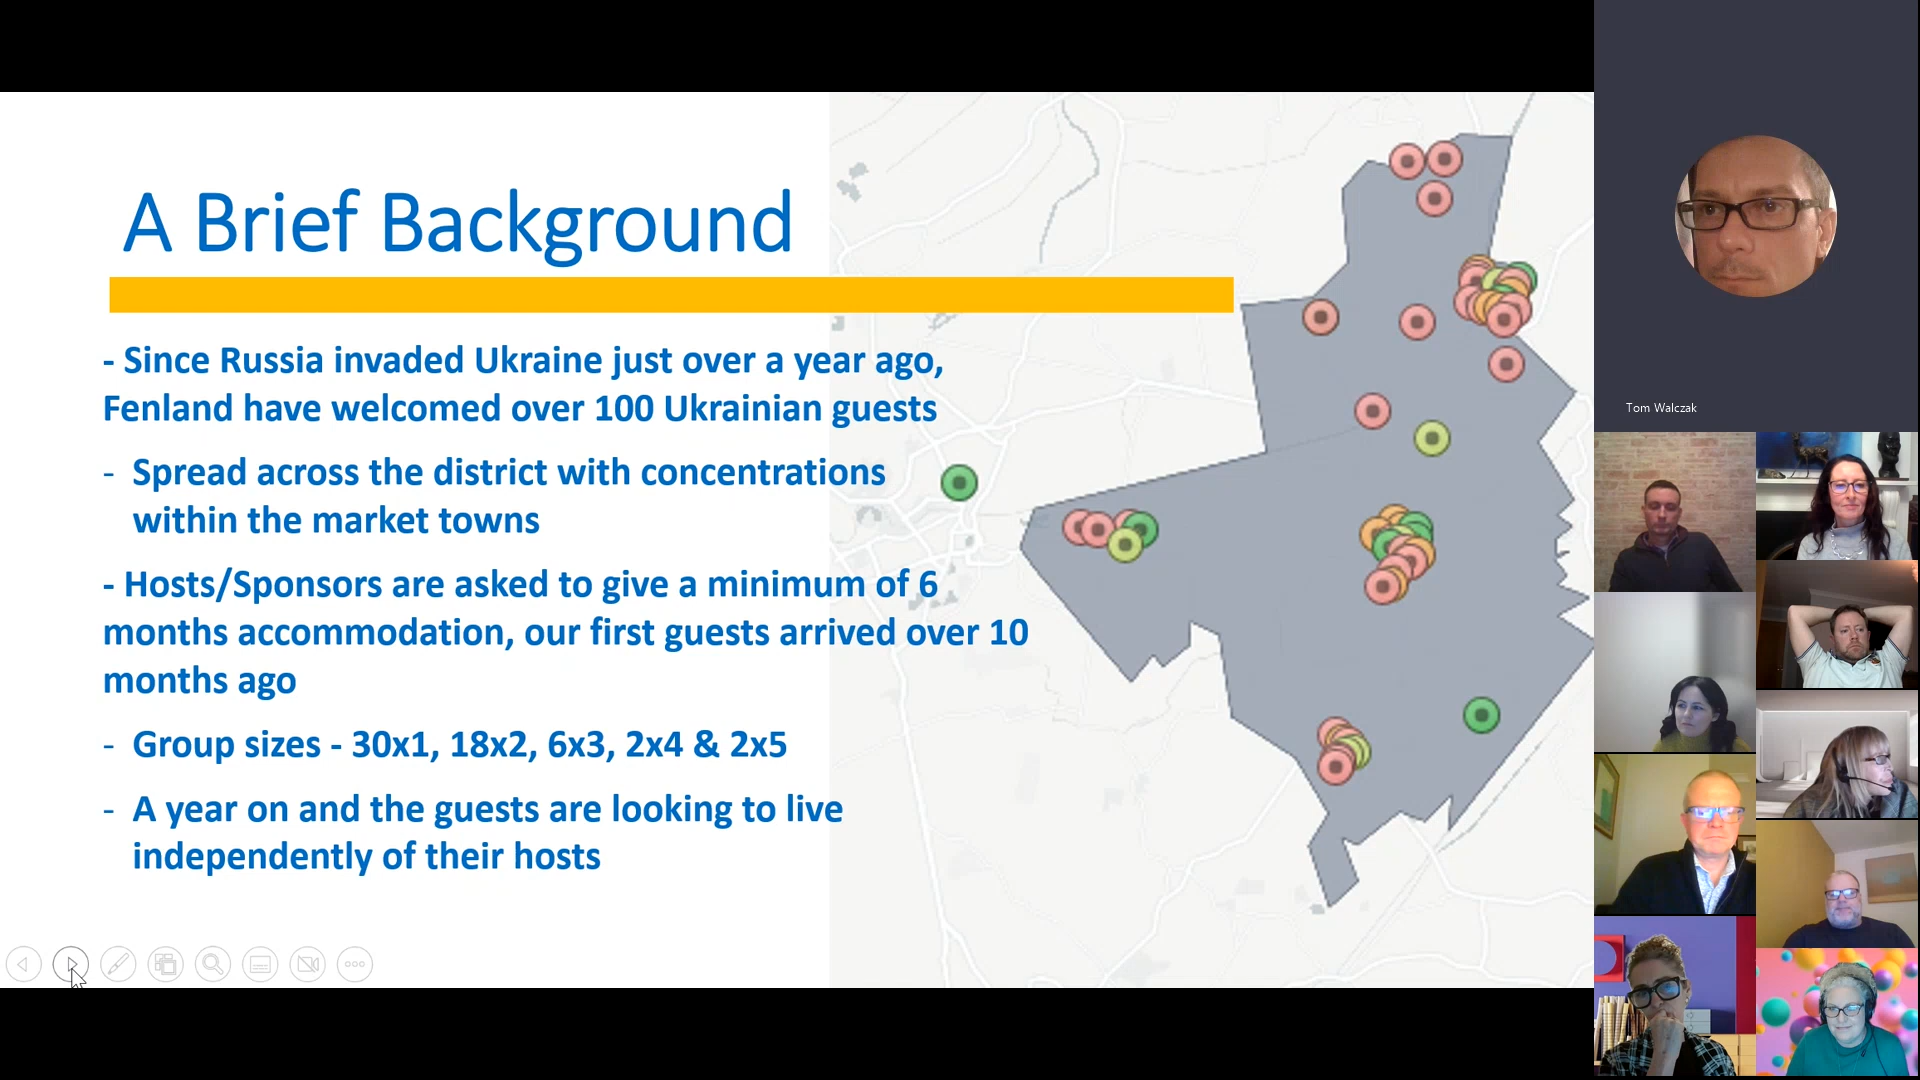 A Brief Background
- Since Russia invaded Ukraine just over a year ago,
Fenland have welcomed over 100 Ukrainian guests
- Spread across the district with concentrations
within the market towns
- Hosts/Sponsors are asked to give a minimum of 6
months accommodation, our first guests arrived over 10
months ago
- Group sizes - 30x1, 18x2, 6x3, 2x4 & 2x5
- A year on and the guests are looking to live
independently of their hosts
Tom Walczak